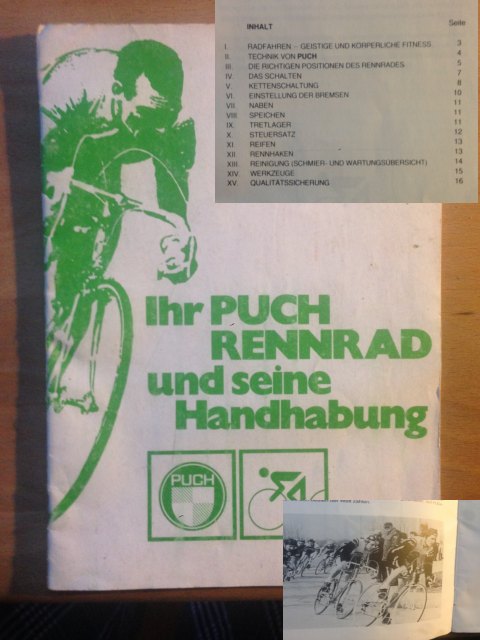 INHALT Seite
I. RADFAHREN – GEISTIGE UND KÖRPERLICHE FITNESS 3
II. TECHNIK VON PUCH 4
III. DIE RICHTIGEN POSITIONEN DES RENNRADES 5
IV. DAS SCHALTEN 7
V. KETTENSCHALTUNG 8
VI. EINSTELLUNG DER BREMSEN 10
VII. NABEN 11
VIII. SPEICHEN 11
IX. TRETLAGER 11
X. STEUERSATZ 12
XI. REIFEN 13
XII RENNHAKEN 13
XIII. REINIGUNG (SCHMIER- UND WARTUNGSÜBERSICHT) 14
XIV. WERKZEUGE 15
XV. QUALITÄTSSICHERUNG 16
Ihr PUCH
RENNRAD
und seine
Handhabung
PUCH